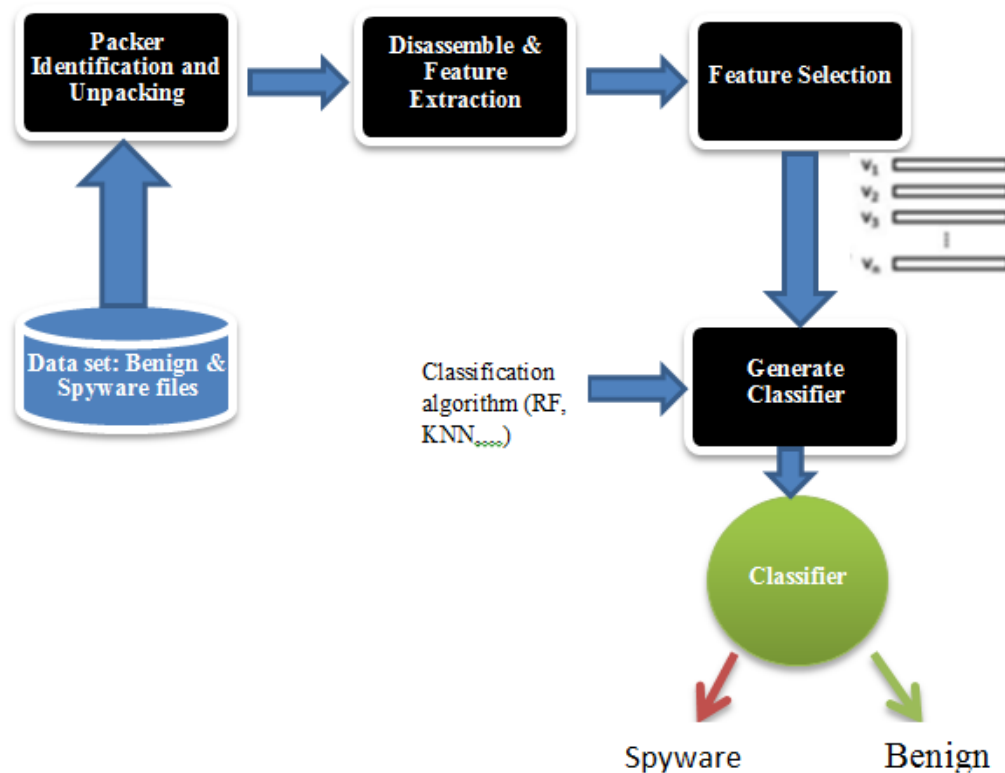 Packer
Identification and
Unpacking
Disassemble &
Feature
Extraction
Feature Selection
v1
v2
v3
vn
Data set: Benign &
Spyware files
Classification
algorithm (RF,
KNN,...)
Generate
Classifier
Classifier
Spyware
Benign